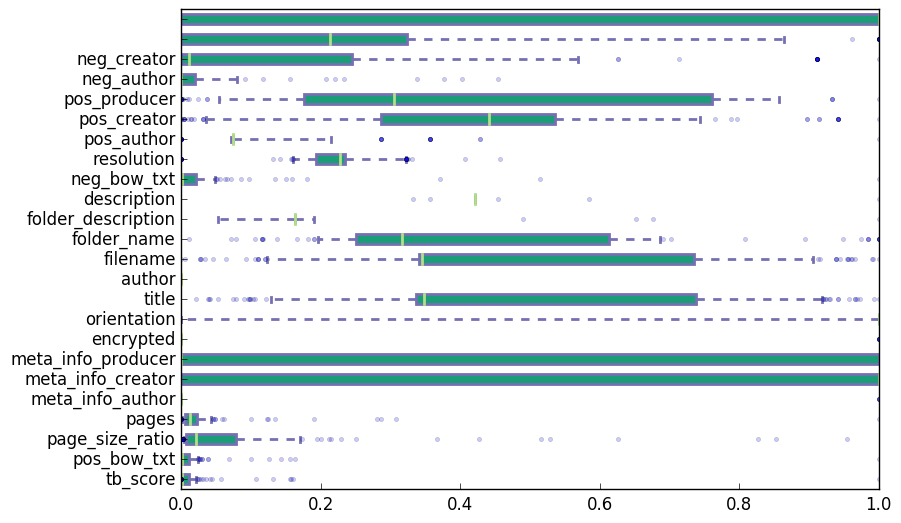 neg_creator
neg_author
pos_producer
pos_creator
pos_author
resolution
neg_bow_txt
description
folder_description
folder_name
filename
author
title
orientation
encrypted
meta_info_producer
meta_info_creator
meta_info_author
pages
page_size_ratio
pos_bow_txt
tb_score
0.0 0.2 0.4 0.6 0.8 1.0